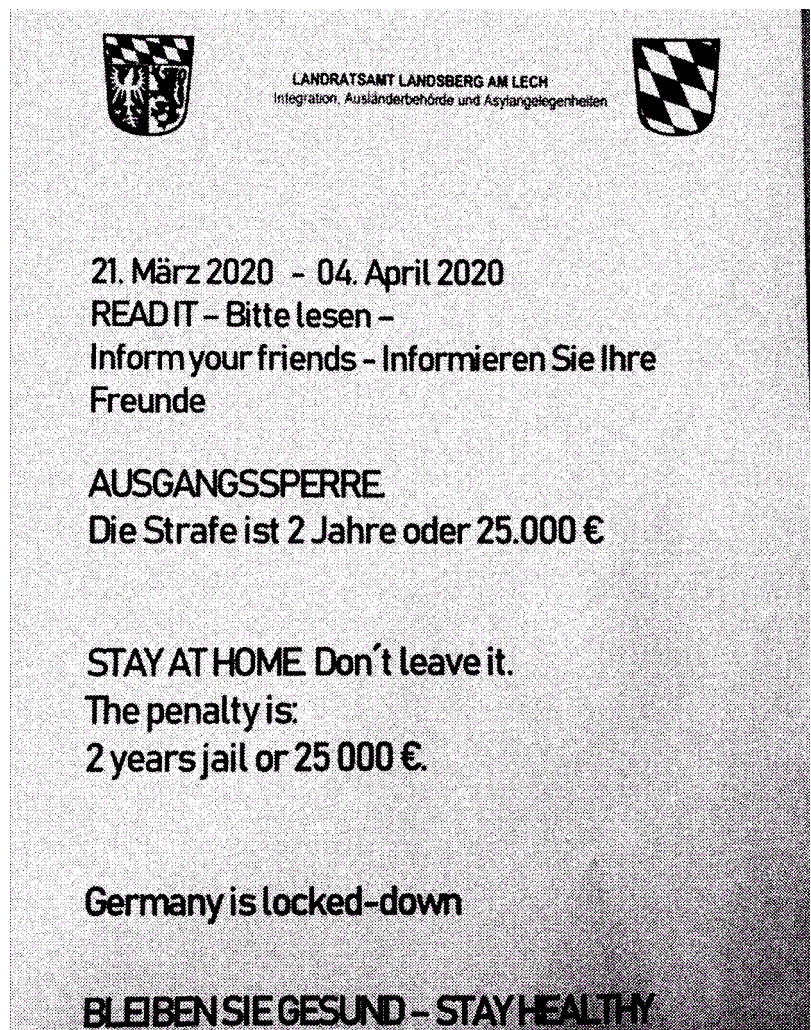 LANDRATSAMT LANDSBERG AM LECH
Integration, Ausländerbehörde und Asylangelegenheiten
21. März 2020 - 04. April 2020
READ IT – Bitte lesen –
Inform your friends – Informieren Sie Ihre
Freunde
AUSGANGSSPERRE.
Die Strafe ist 2 Jahre oder 25.000 €
STAY AT HOME. Don´t leave it.
The penalty is:
2 years jail or 25 000 €.
Germany is locked-down
BLEIBEN SIE GESUND – STAY HEALTHY